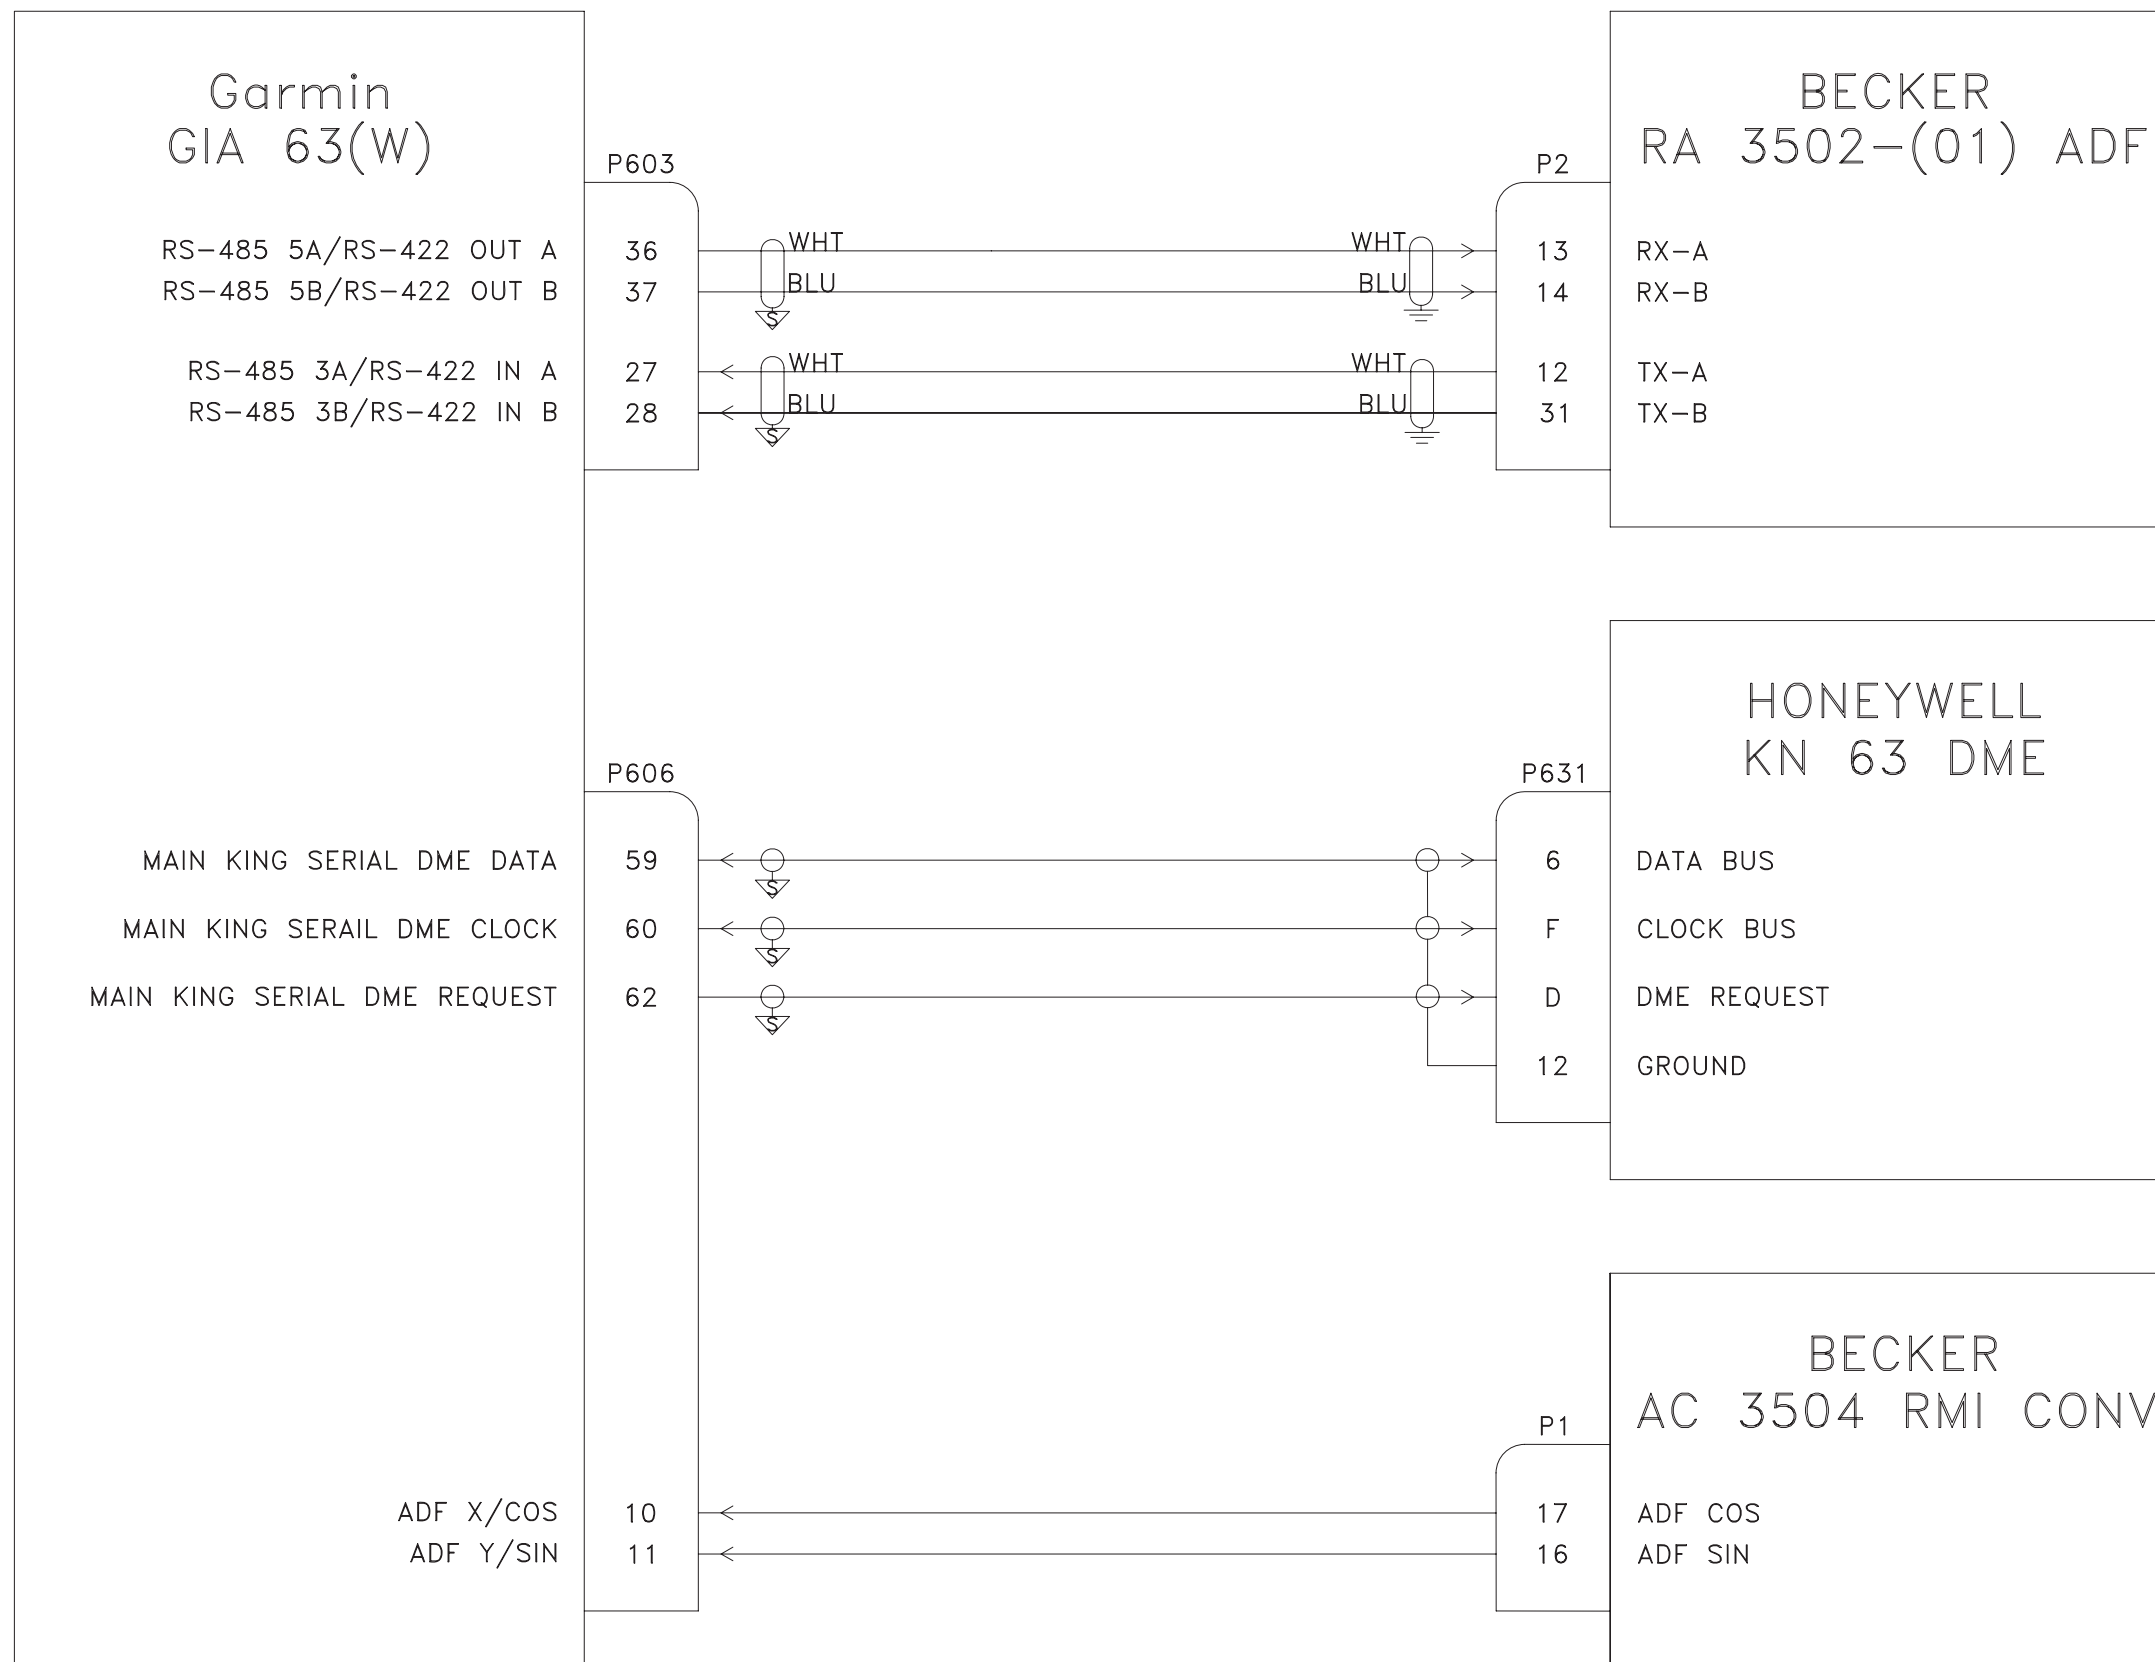 Garmin
GIA 63(W)
BECKER
RA 3502-(01) ADF
P603
P2
RS-485 5A/RS-422 OUT A 36 WHT WHT 13 RX-A
RS-485 5B/RS-422 OUT B 37 BLU BLU 14 RX-B
S
RS-485 3A/RS-422 IN A 27 WHT WHT 12 TX-A
RS-485 3B/RS-422 IN B 28 BLU BLU 31 TX-B
S
HONEYWELL
KN 63 DME
P606
P631
MAIN KING SERIAL DME DATA 59 6 DATA BUS
S
MAIN KING SERAIL DME CLOCK 60 F CLOCK BUS
S
MAIN KING SERIAL DME REQUEST 62 D DME REQUEST
S
12 GROUND
BECKER
AC 3504 RMI CONV
P1
ADF X/COS 10 17 ADF COS
ADF Y/SIN 11 16 ADF SIN